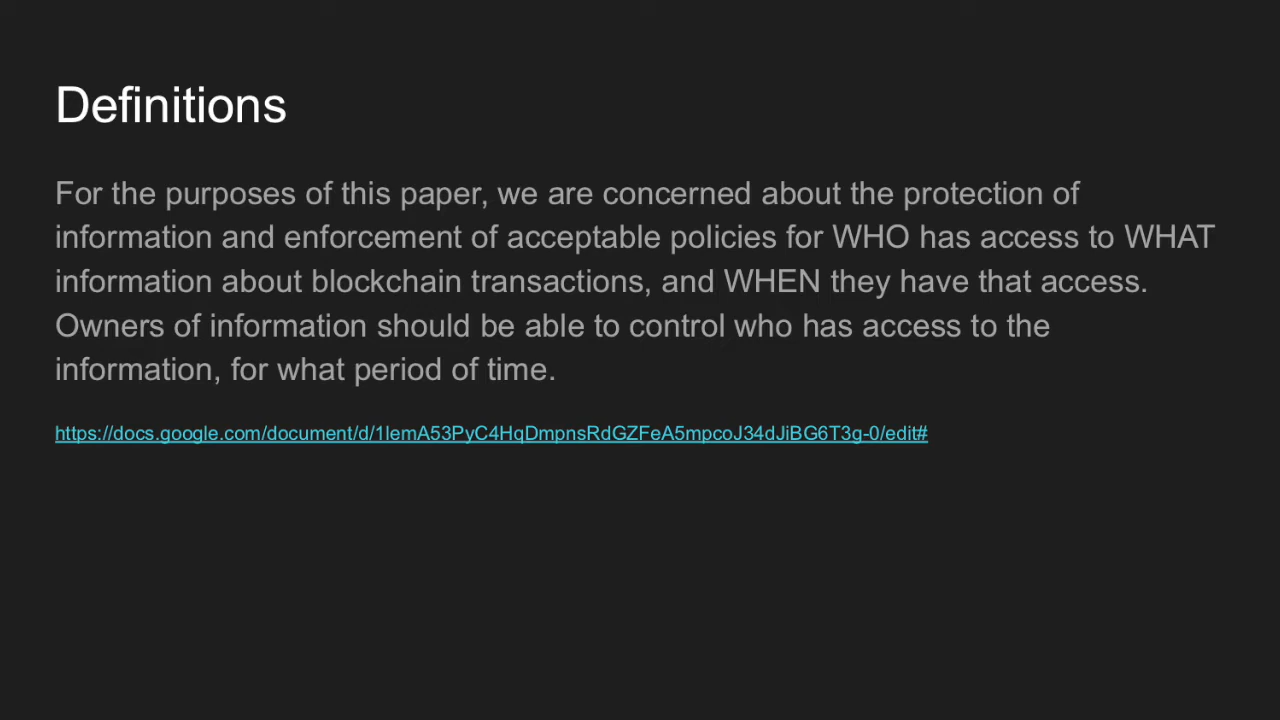 Definitions
For the purposes of this paper, we are concerned about the protection of
information and enforcement of acceptable policies for WHO has access to WHAT
information about blockchain transactions, and WHEN they have that access.
Owners of information should be able to control who has access to the
information, for what period of time.
https://docs.google.com/document/d/1lemA53PyC4HqDmpnsRdGZFeA5mpcoJ34dJiBG6T3g-0/edit#